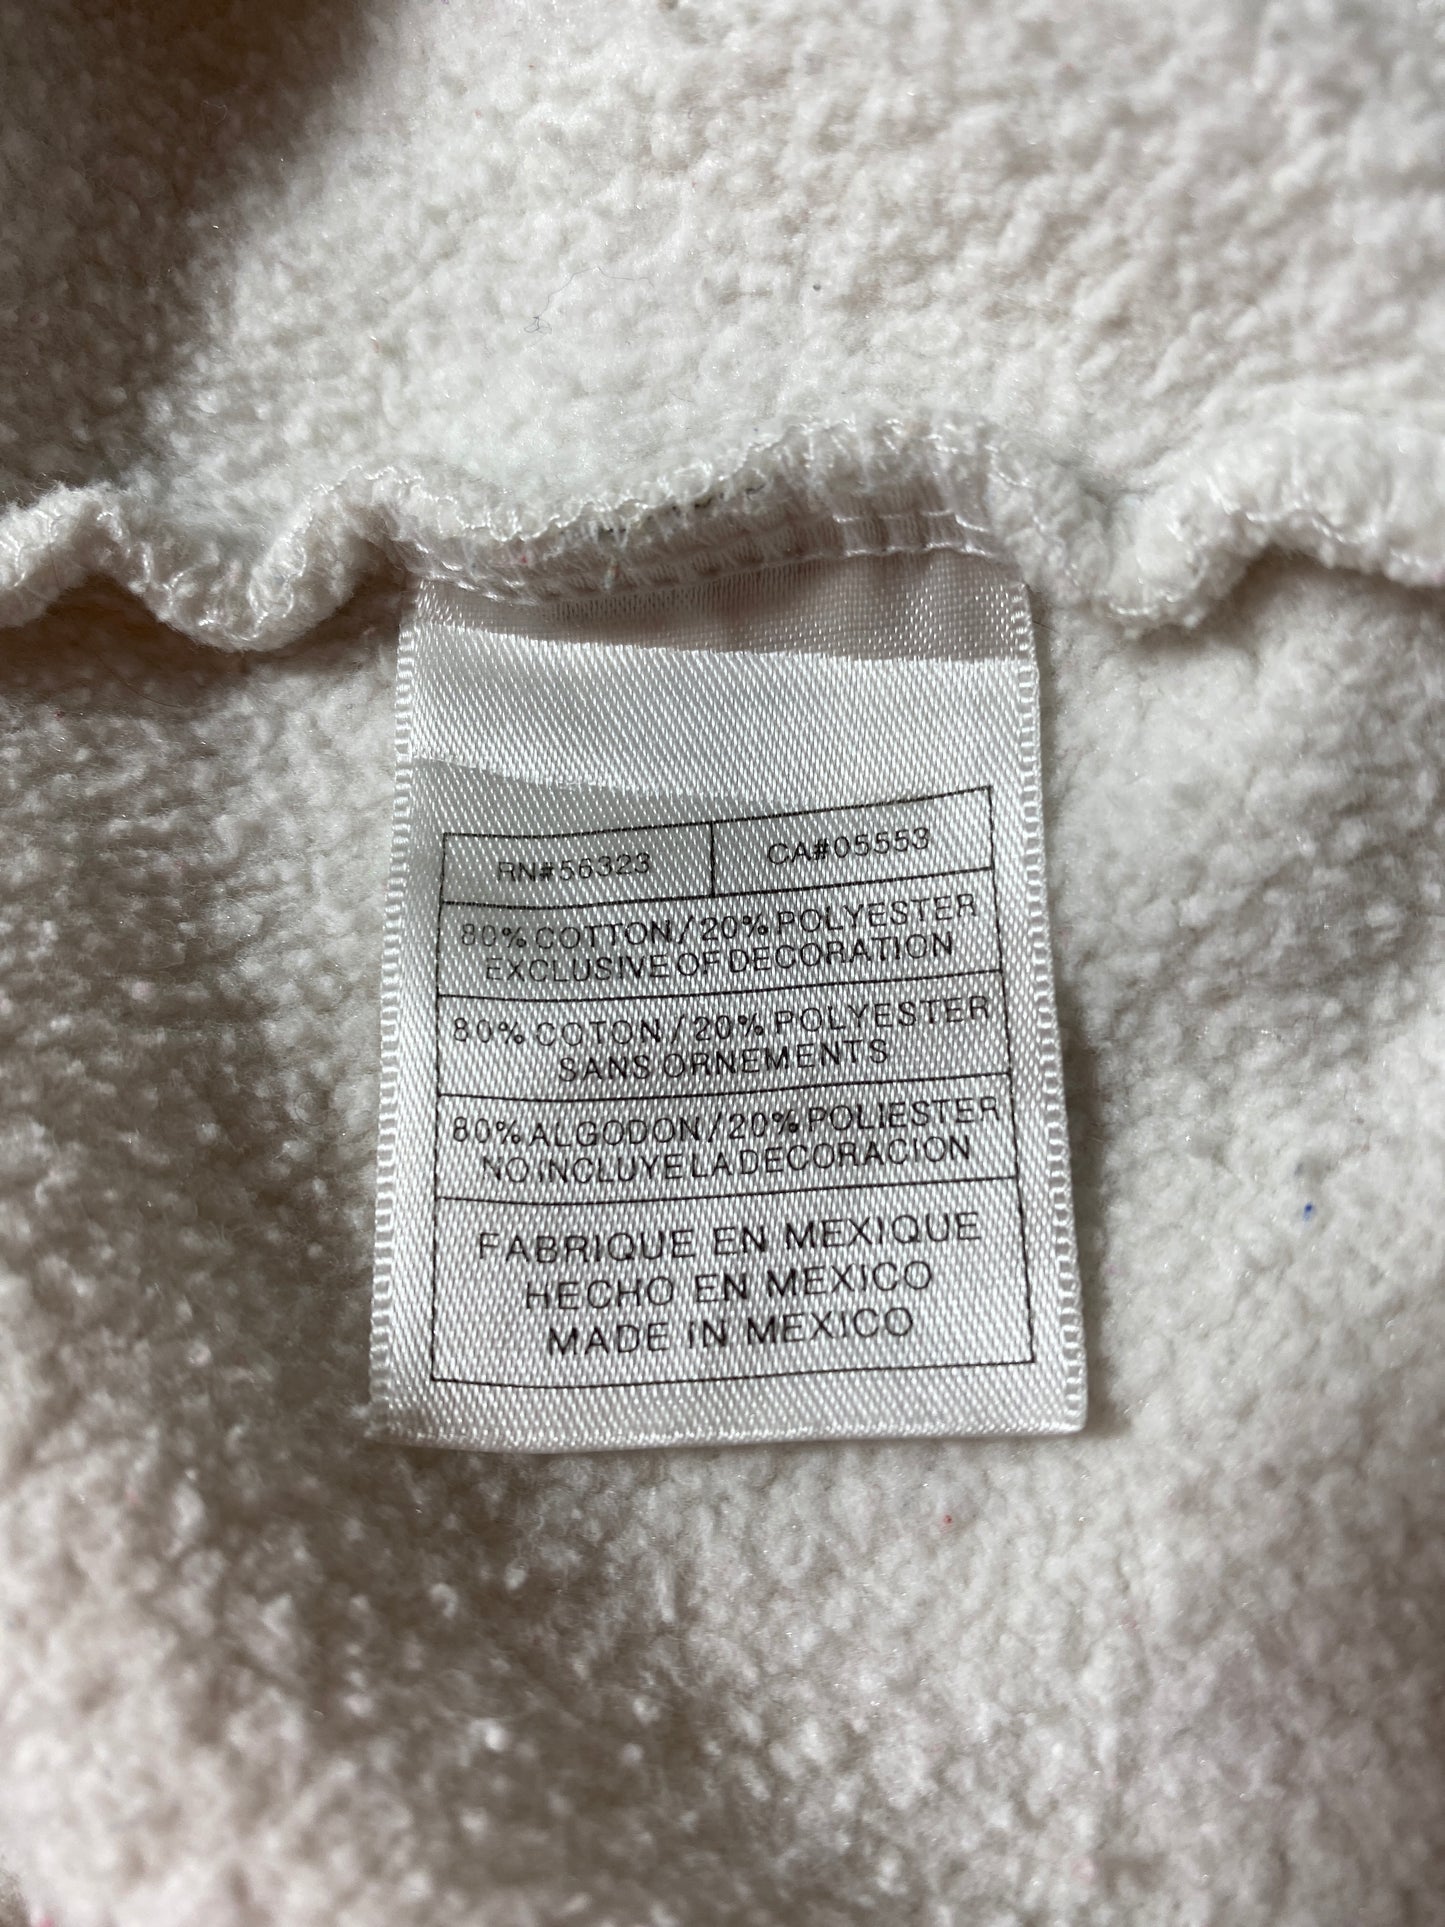 RN#56323 CA#05553
80% COTTON/20% POLYESTER
EXCLUSIVE OF DECORATION
80% COTON/20% POLYESTER
SANS ORNEMENTS
80% ALGODON/20% POLIESTER
NO INCLUYE LA DECORACION
FABRIQUE EN MEXIQUE
HECHO EN MEXICO
MADE IN MEXICO